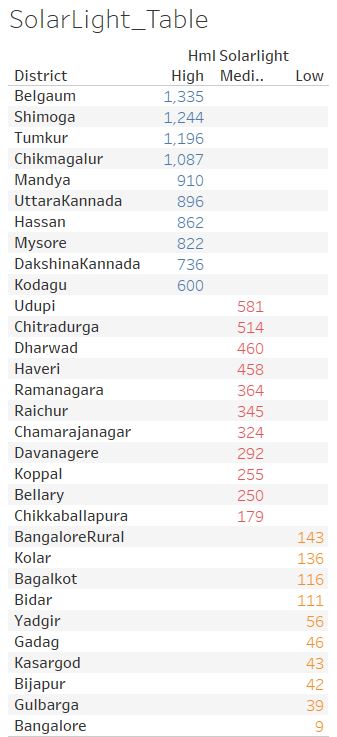 SolarLight_Table
Hml Solarlight
District High Medi.. Low
Belgaum 1,335
Shimoga 1,244
Tumkur 1,196
Chikmagalur 1,087
Mandya 910
UttaraKannada 896
Hassan 862
Mysore 822
DakshinaKannada 736
Kodagu 600
Udupi 581
Chitradurga 514
Dharwad 460
Haveri 458
Ramanagara 364
Raichur 345
Chamarajanagar 324
Davanagere 292
Koppal 255
Bellary 250
Chikkaballapura 179
BangaloreRural 143
Kolar 136
Bagalkot 116
Bidar 111
Yadgir 56
Gadag 46
Kasargod 43
Bijapur 42
Gulbarga 39
Bangalore 9